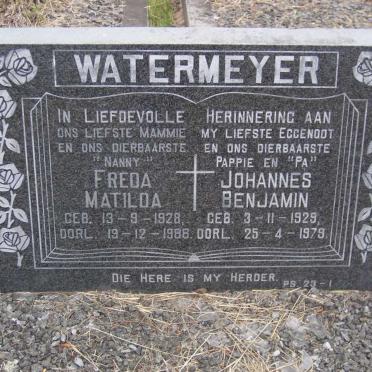 WATERMEYER
IN LIEFDEVOLLE HERINNERING AAN
ONS LIEFSTE MAMMIE
EN ONS DIERBAARSTE
"NANNY"
FREDA
MATILDA
GEB. 13-9-1928,
OORL. 19-12-1986
MY LIEFSTE EGGENOOT
EN ONS DIERBAARSTE
PAPPIE EN "PA"
JOHANNES
BENJAMIN
GEB. 3-11-1929,
OORL. 25-4-1979
DIE HERE IS MY HERDER.
PS. 23-1